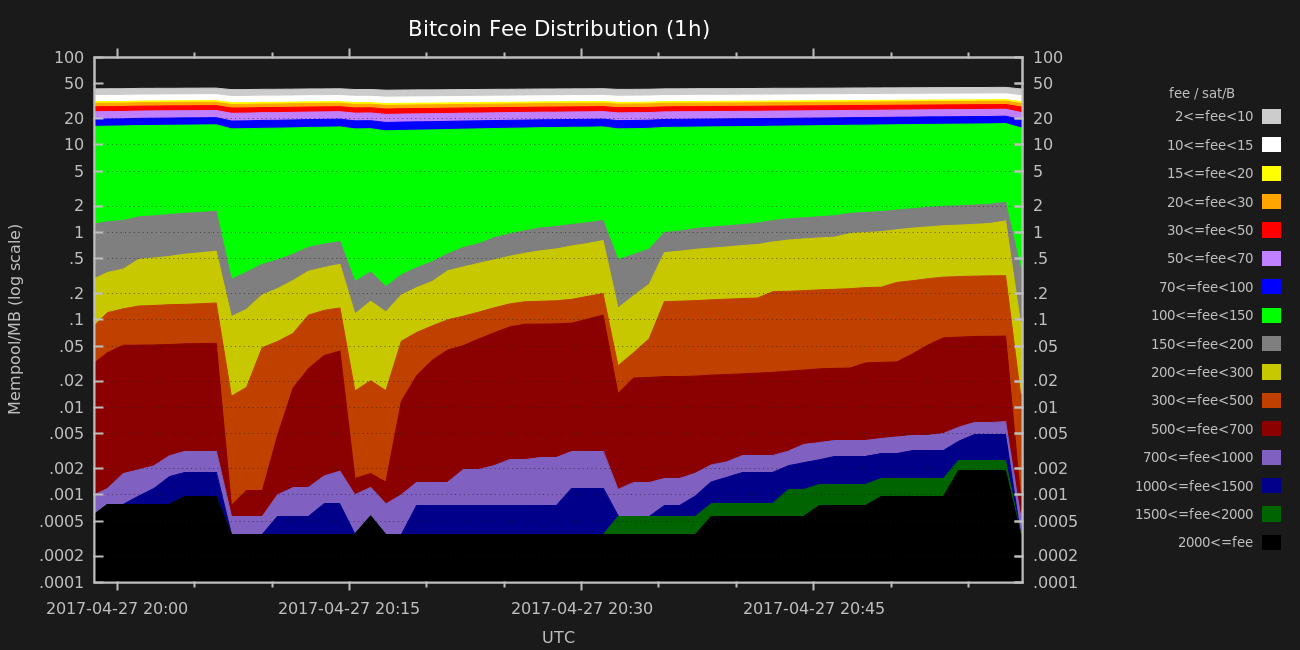 Bitcoin Fee Distribution (1h)
100 100
50 50
20 20
10 10
5 5
2 2
1 1
.5 .5
.2 .2
.1 .1
.05 .05
.02 .02
.01 .01
.005 .005
.002 .002
.001 .001
.0005 .0005
.0002 .0002
.0001 .0001
Mempool/MB (log scale)
2017-04-27 20:00 2017-04-27 20:15 2017-04-27 20:30 2017-04-27 20:45
UTC
fee / sat/B
2<=fee<10
10<=fee<15
15<=fee<20
20<=fee<30
30<=fee<50
50<=fee<70
70<=fee<100
100<=fee<150
150<=fee<200
200<=fee<300
300<=fee<500
500<=fee<700
700<=fee<1000
1000<=fee<1500
1500<=fee<2000
2000<=fee